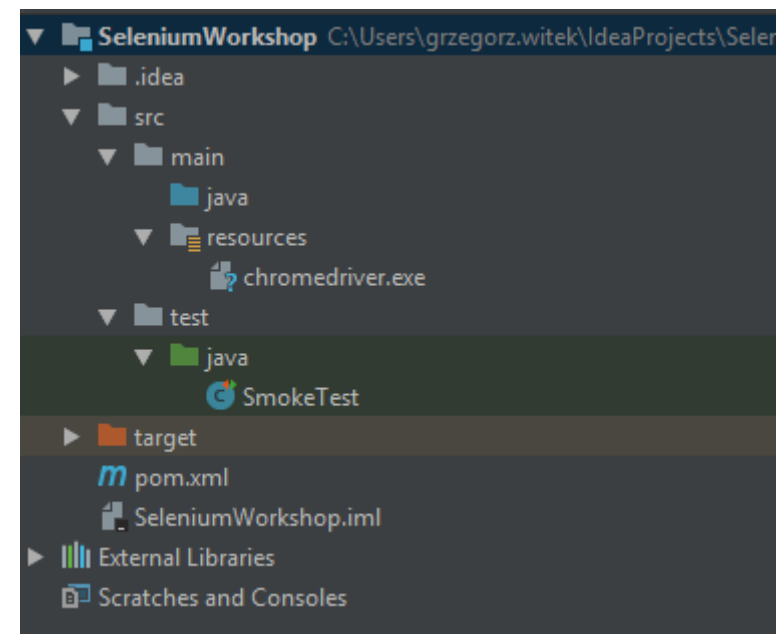 SeleniumWorkshop C:\Users\grzegorz.witek\IdeaProjects\Seler
.idea
src
main
java
resources
chromedriver.exe
test
java
SmokeTest
target
pom.xml
SeleniumWorkshop.iml
External Libraries
Scratches and Consoles